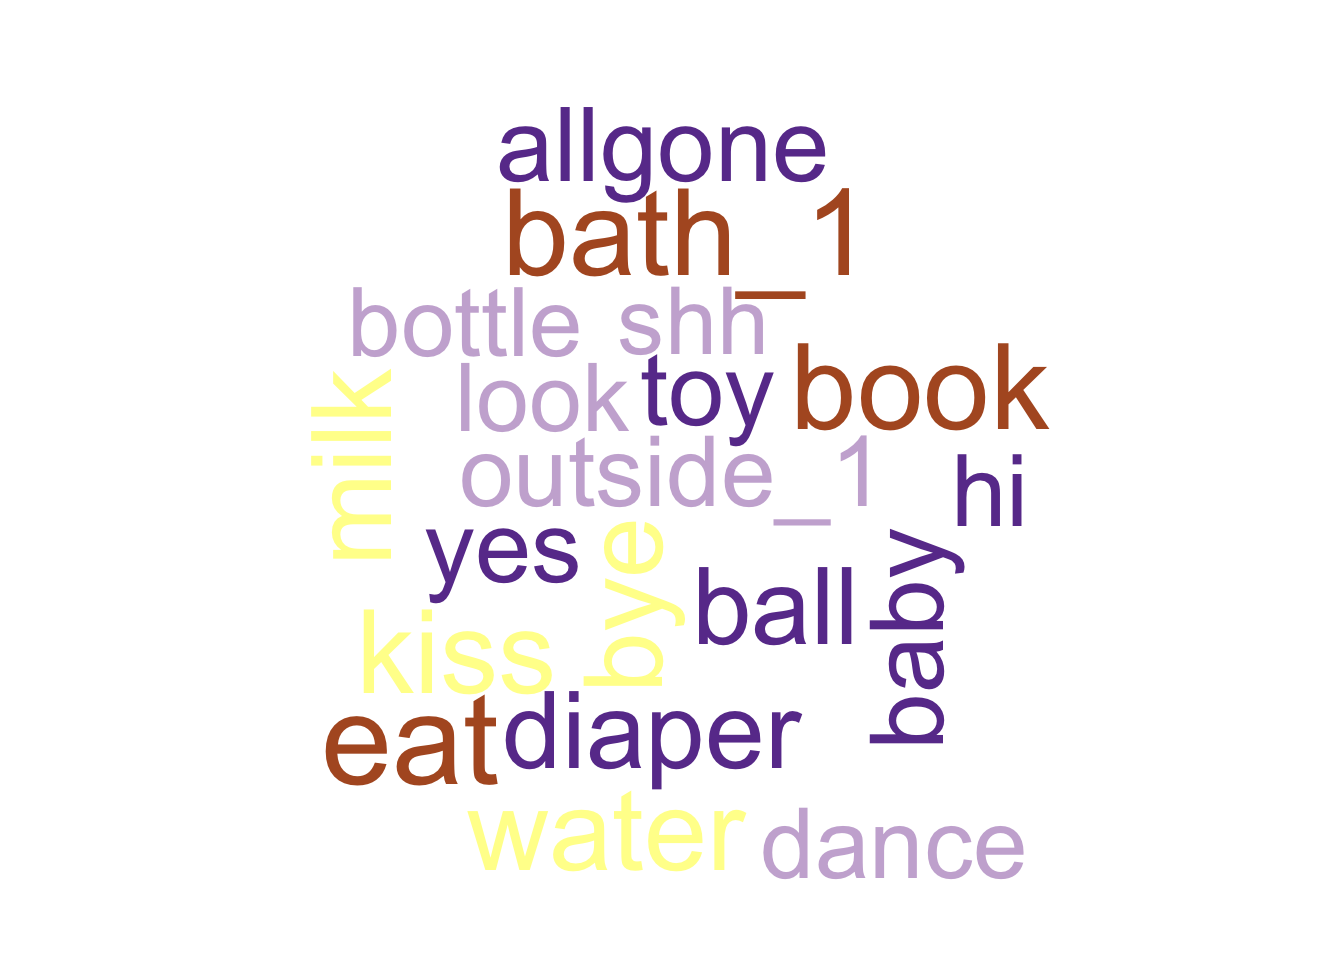 allgone
bath_1
bottle shh
look toy book
milk
outside_1
hi
yes
bye
ball
baby
kiss
eat diaper
water dance